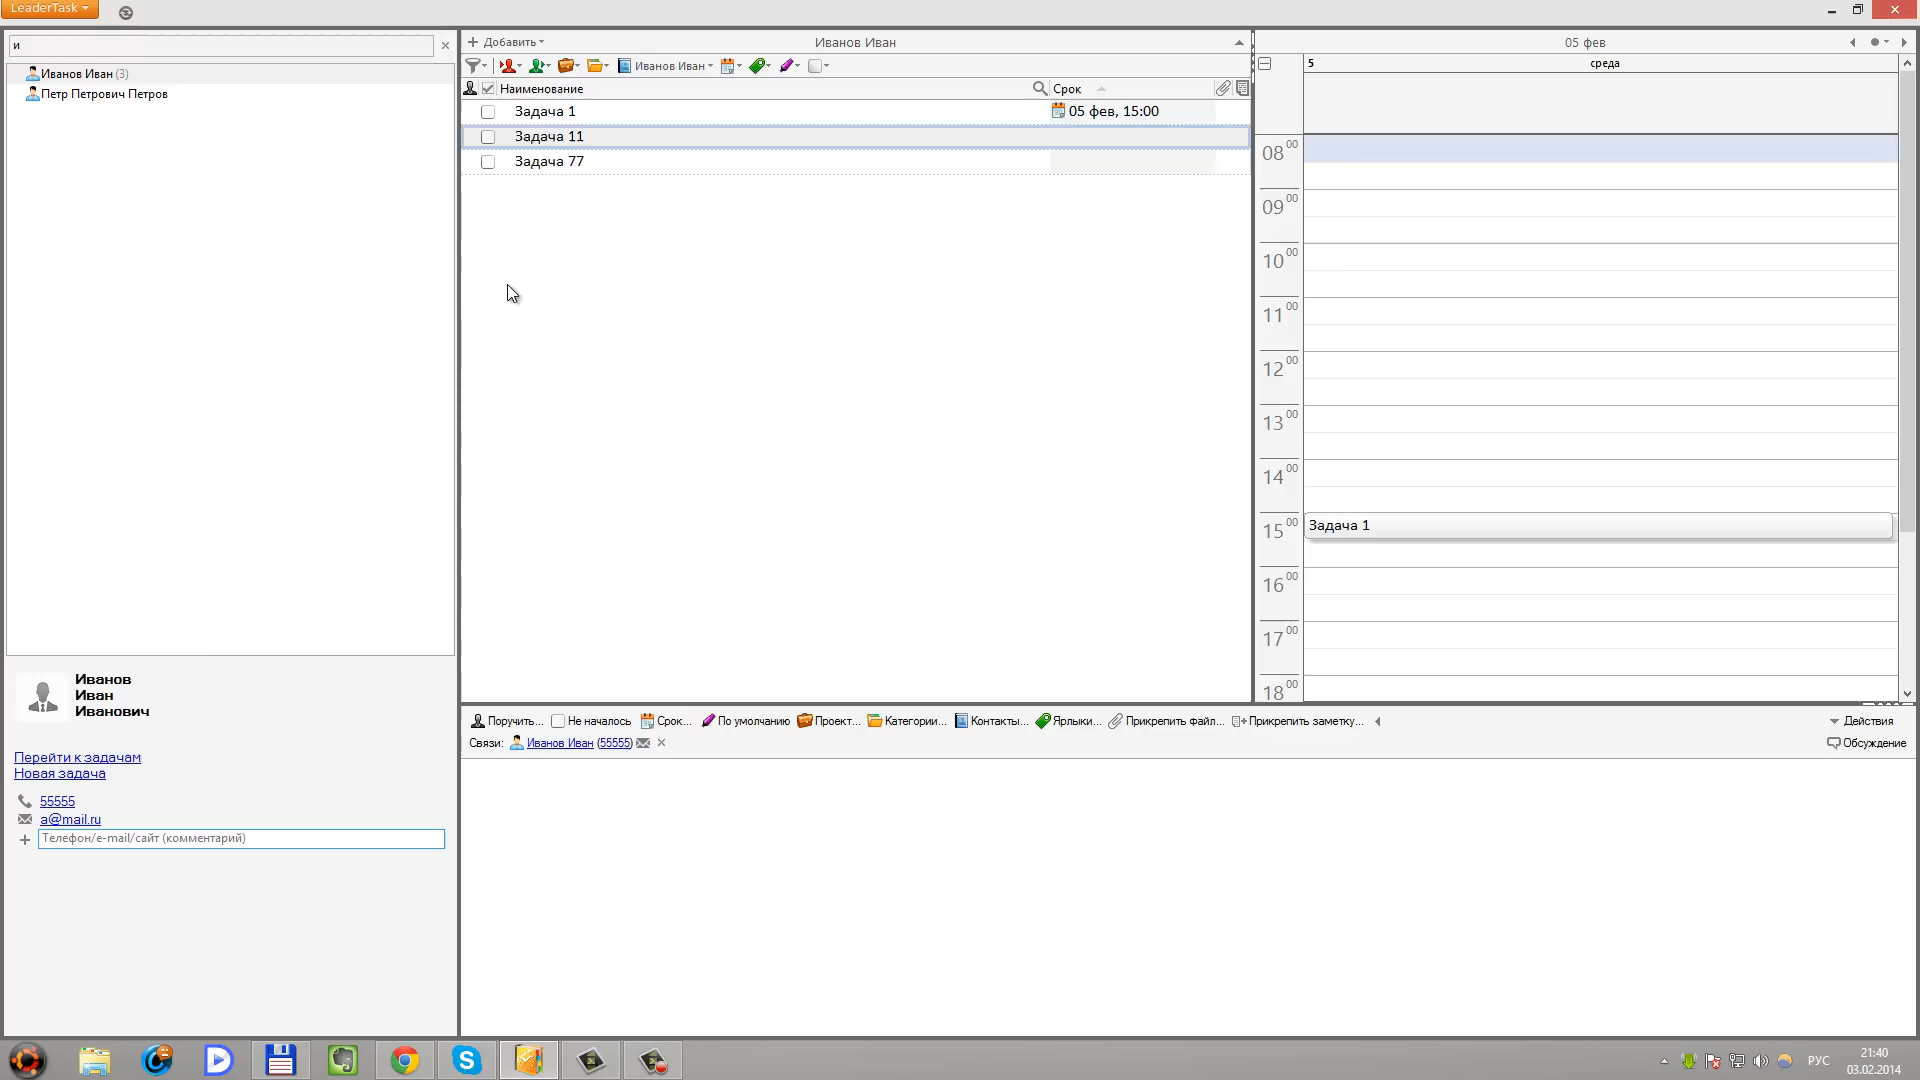 LeaderTask
и
Иванов Иван (3)
Петр Петрович Петров
Иванов
Иван
Иванович
Перейти к задачам
Новая задача
55555
a@mail.ru
Телефон/e-mail/сайт (комментарий)
Добавить
Иванов Иван
Иванов Иван
Наименование Срок
Задача 1 05 фев, 15:00
Задача 11
Задача 77
05 фев
5 среда
08 00
09 00
10 00
11 00
12 00
13 00
14 00
15 00 Задача 1
16 00
17 00
18 00
Поручить... Не началось Срок... По умолчанию Проект... Категории... Контакты... Ярлыки... Прикрепить файл... Прикрепить заметку... Действия
Связи: Иванов Иван (55555) Обсуждение
РУС
21:40
03.02.2014